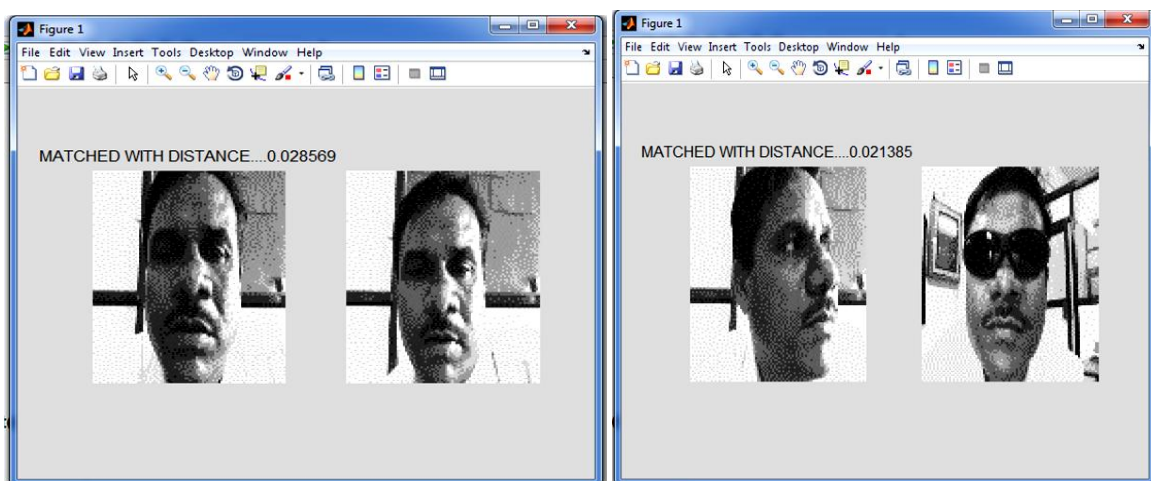 Figure 1
File Edit View Insert Tools Desktop Window Help
MATCHED WITH DISTANCE....0.028569
Figure 1
File Edit View Insert Tools Desktop Window Help
MATCHED WITH DISTANCE....0.021385